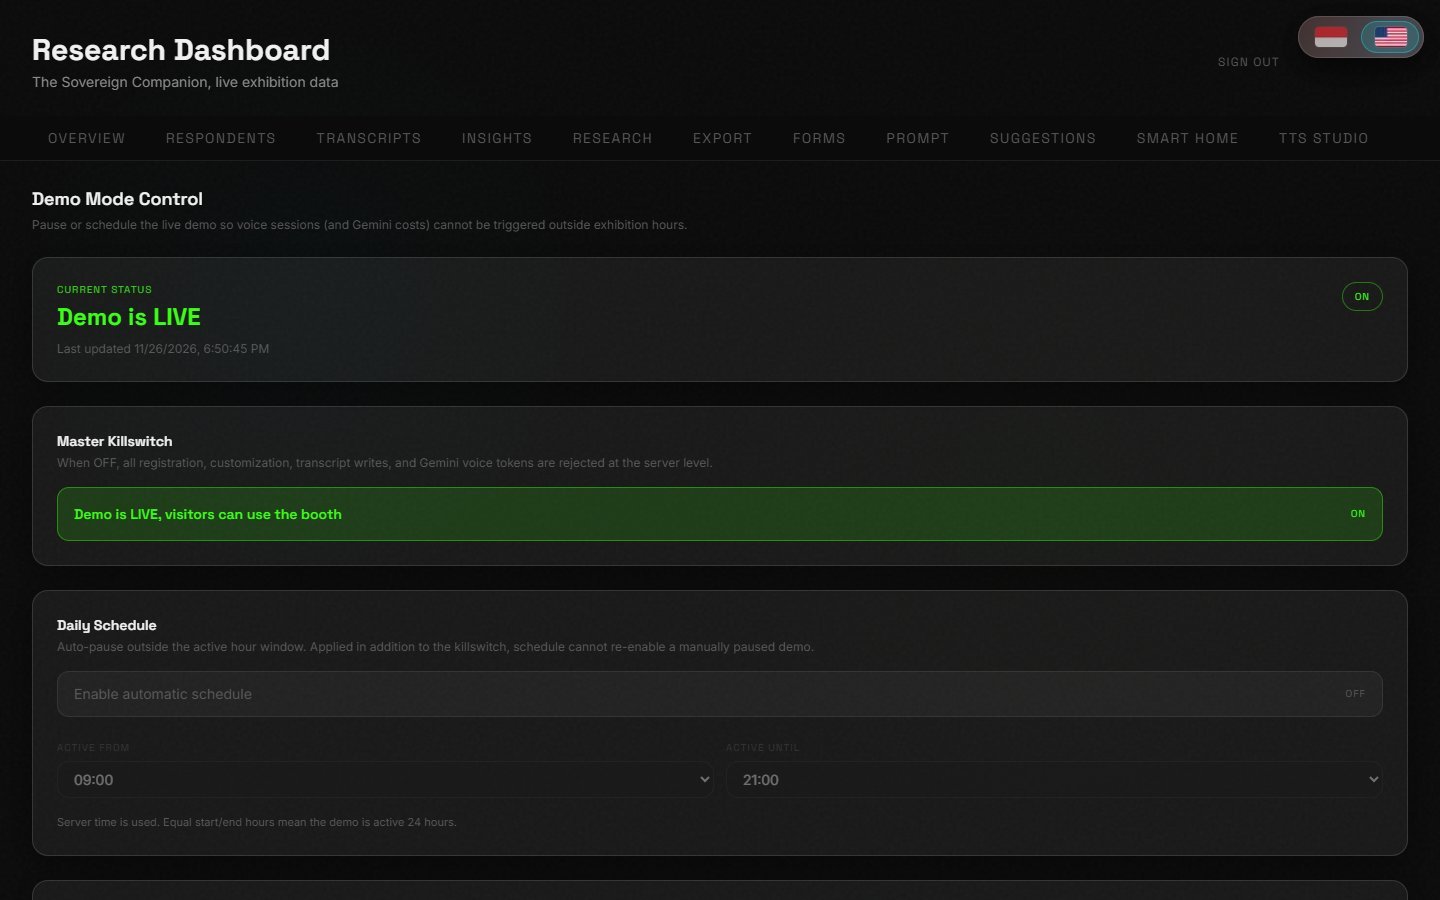 Research Dashboard
The Sovereign Companion, live exhibition data
SIGN OUT
OVERVIEW RESPONDENTS TRANSCRIPTS INSIGHTS RESEARCH EXPORT FORMS PROMPT SUGGESTIONS SMART HOME TTS STUDIO
Demo Mode Control
Pause or schedule the live demo so voice sessions (and Gemini costs) cannot be triggered outside exhibition hours.
CURRENT STATUS
ON
Demo is LIVE
Last updated 11/26/2026, 6:50:45 PM
Master Killswitch
When OFF, all registration, customization, transcript writes, and Gemini voice tokens are rejected at the server level.
Demo is LIVE, visitors can use the booth ON
Daily Schedule
Auto-pause outside the active hour window. Applied in addition to the killswitch, schedule cannot re-enable a manually paused demo.
Enable automatic schedule OFF
ACTIVE FROM ACTIVE UNTIL
09:00 21:00
Server time is used. Equal start/end hours mean the demo is active 24 hours.